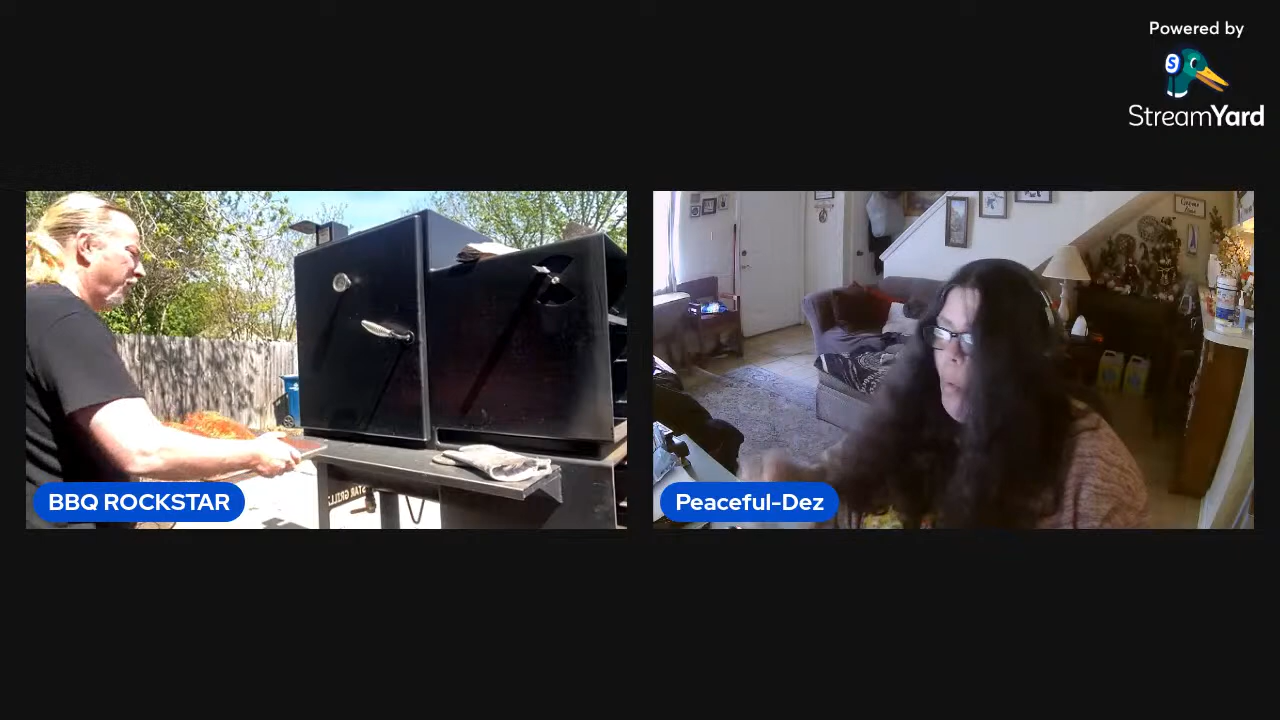 Powered by
S
StreamYard
BBQ ROCKSTAR
Peaceful-Dez